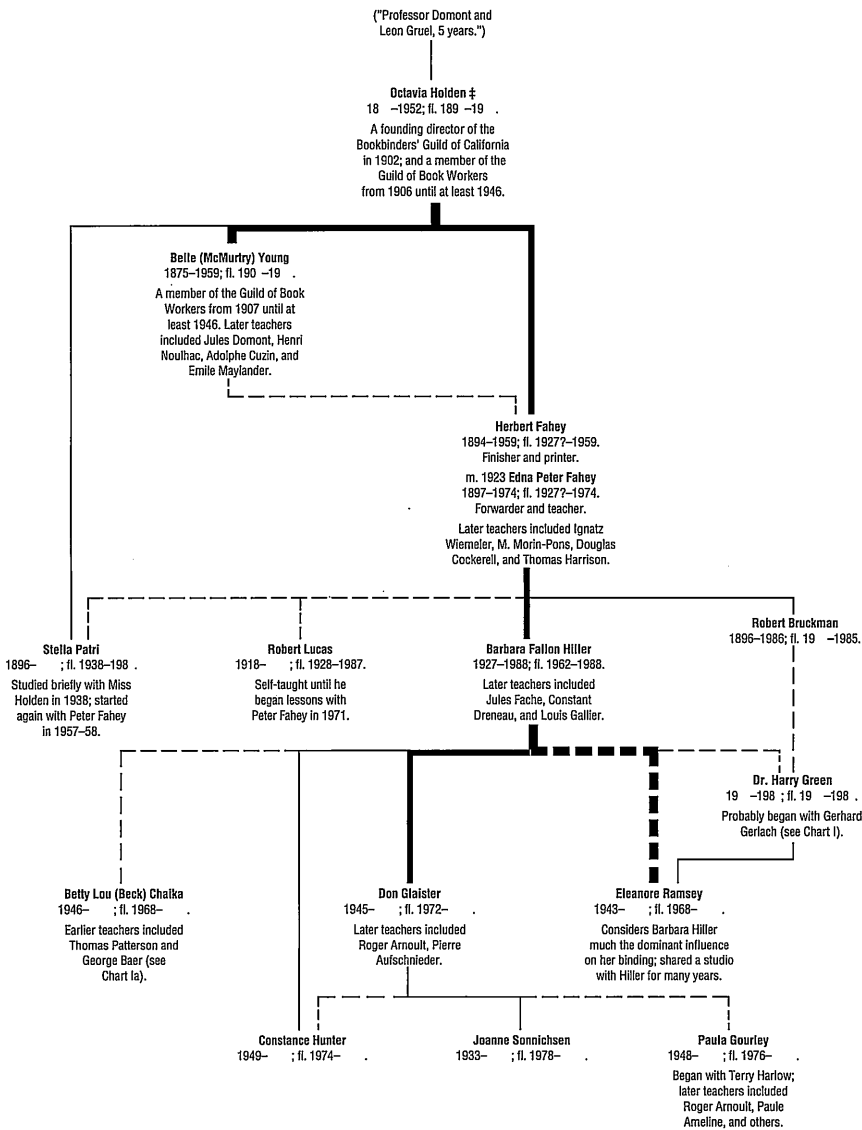 ("Professor Domont and
Leon Gruel, 5 years.")
Octavia Holden ‡
18 –1952; fl. 189 –19 .
A founding director of the
Bookbinders' Guild of California
in 1902; and a member of the
Guild of Book Workers
from 1906 until at least 1946.
Belle (McMurtry) Young
1875–1959; fl. 190 –19 .
A member of the Guild of Book
Workers from 1907 until at
least 1946. Later teachers
included Jules Domont, Henri
Noulhac, Adolphe Cuzin, and
Emile Maylander.
Herbert Fahey
1894–1959; fl. 1927?–1959.
Finisher and printer.
m. 1923 Edna Peter Fahey
1897–1974; fl. 1927?–1974.
Forwarder and teacher.
Later teachers included Ignatz
Wiemeler, M. Morin-Pons, Douglas
Cockerell, and Thomas Harrison.
Stella Patri
1896– ; fl. 1938–198 .
Studied briefly with Miss
Holden in 1938; started
again with Peter Fahey
in 1957–58.
Robert Lucas
1918– ; fl. 1928–1987.
Self-taught until he
began lessons with
Peter Fahey in 1971.
Barbara Fallon Hiller
1927–1988; fl. 1962–1988.
Later teachers included
Jules Fache, Constant
Dreneau, and Louis Gallier.
Robert Bruckman
1896–1986; fl. 19 –1985.
Dr. Harry Green
19 –198 ; fl. 19 –198 .
Probably began with Gerhard
Gerlach (see Chart I).
Betty Lou (Beck) Chaika
1946– ; fl. 1968– .
Earlier teachers included
Thomas Patterson and
George Baer (see
Chart Ia).
Don Glaister
1945– ; fl. 1972– .
Later teachers included
Roger Arnoult, Pierre
Aufschnieder.
Eleanore Ramsey
1943– ; fl. 1968– .
Considers Barbara Hiller
much the dominant influence
on her binding; shared a studio
with Hiller for many years.
Constance Hunter
1949– ; fl. 1974– .
Joanne Sonnichsen
1933– ; fl. 1978– .
Paula Gourley
1948– ; fl. 1976– .
Began with Terry Harlow;
later teachers included
Roger Arnoult, Paule
Ameline, and others.